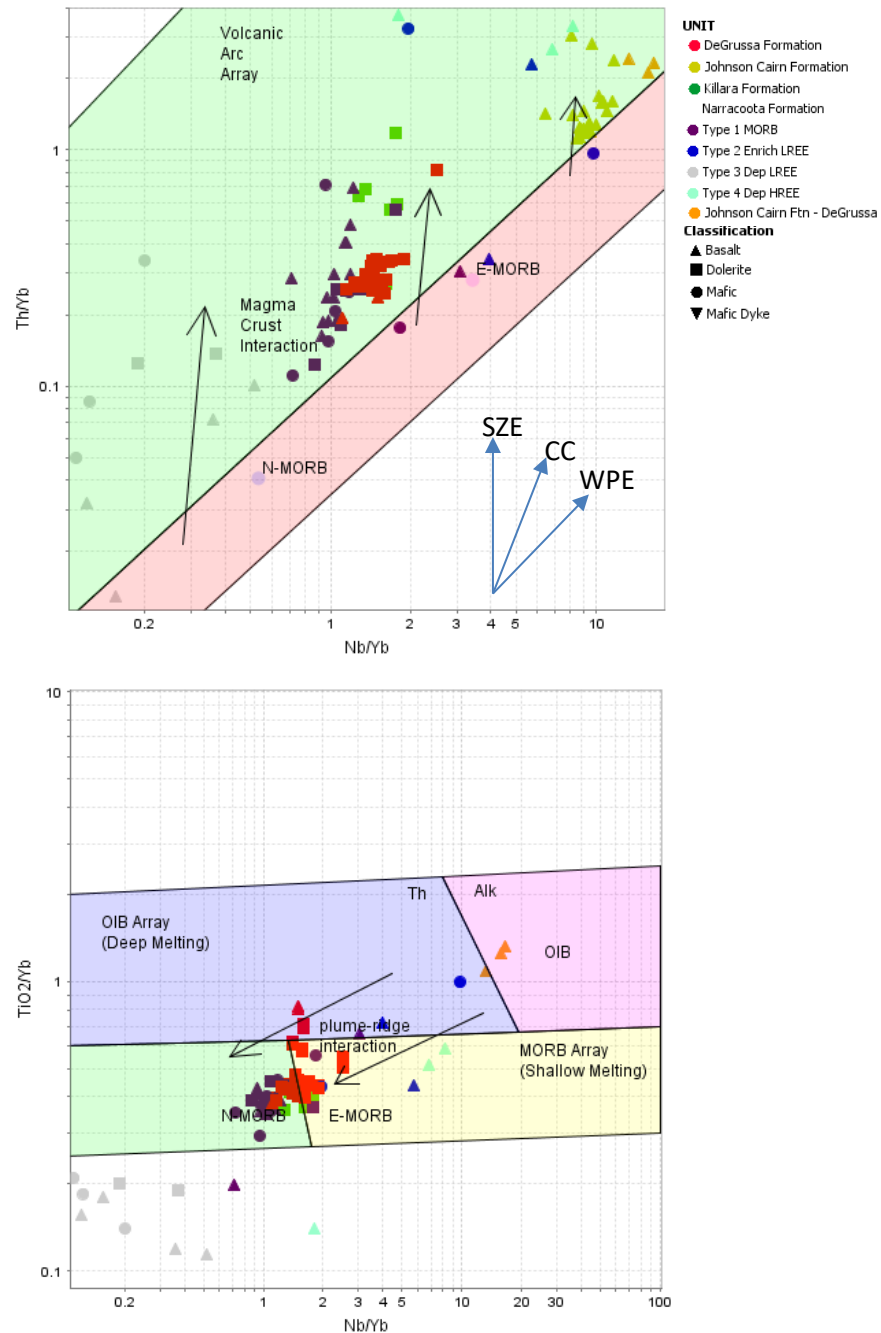 Volcanic
Arc
Array
Magma
Crust
Interaction
E-MORB
N-MORB
SZE
CC
WPE
1
0.1
Th/Yb
0.2
1
2
3
4
5
10
Nb/Yb
UNIT
DeGrussa Formation
Johnson Cairn Formation
Killara Formation
Narracoota Formation
Type 1 MORB
Type 2 Enrich LREE
Type 3 Dep LREE
Type 4 Dep HREE
Johnson Cairn Ftn - DeGrussa
Classification
Basalt
Dolerite
Mafic
Mafic Dyke
10
1
0.1
TiO2/Yb
Th
Alk
OIB Array
(Deep Melting)
OIB
plume-ridge
interaction
MORB Array
(Shallow Melting)
N-MORB
E-MORB
0.2
1
2
3
4
5
10
20
30
100
Nb/Yb